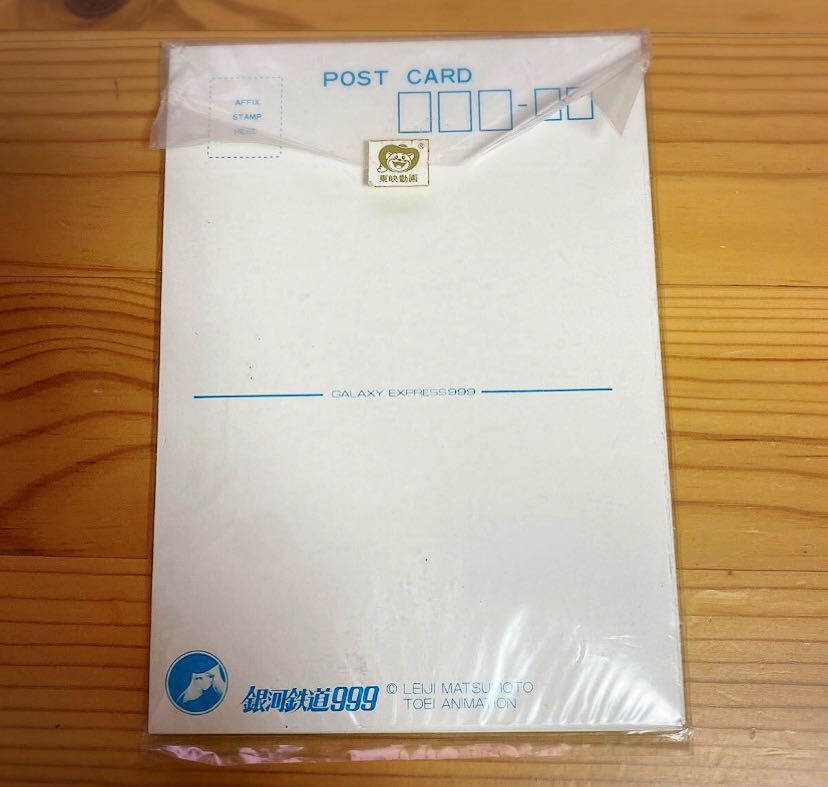 POST CARD
AFFIX
STAMP
HERE
®
東映動画
GALAXY EXPRESS 999
銀河鉄道999
© LEIJI MATSUMOTO
TOEI ANIMATION